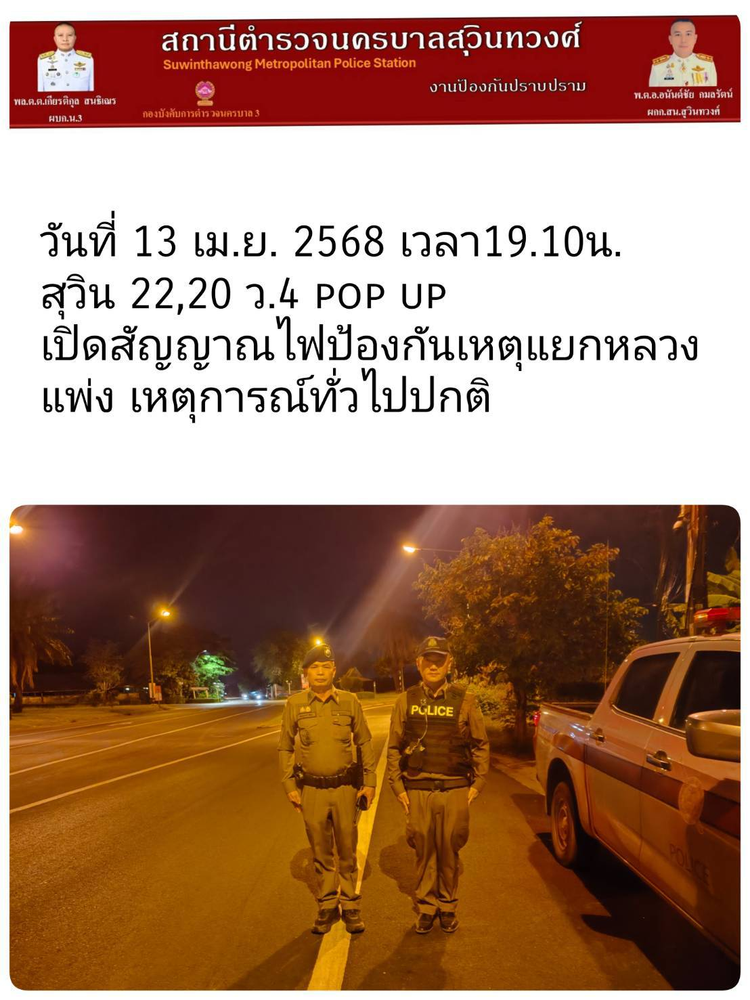 สถานีตำรวจนครบาลสุวินทวงศ์
Suwinthawong Metropolitan Police Station
งานป้องกันปราบปราม
กองบังคับการตำรวจนครบาล 3
พล.ต.ต.เกียรติกุล สนธิเณร
ผบก.น.3
พ.ต.อ.อนันต์ชัย กมลรัตน์
ผกก.สน.สุวินทวงศ์
วันที่ 13 เม.ย. 2568 เวลา19.10น.
สุวิน 22,20 ว.4 POP UP
เปิดสัญญาณไฟป้องกันเหตุแยกหลวง
แพ่ง เหตุการณ์ทั่วไปปกติ
POLICE
POLICE